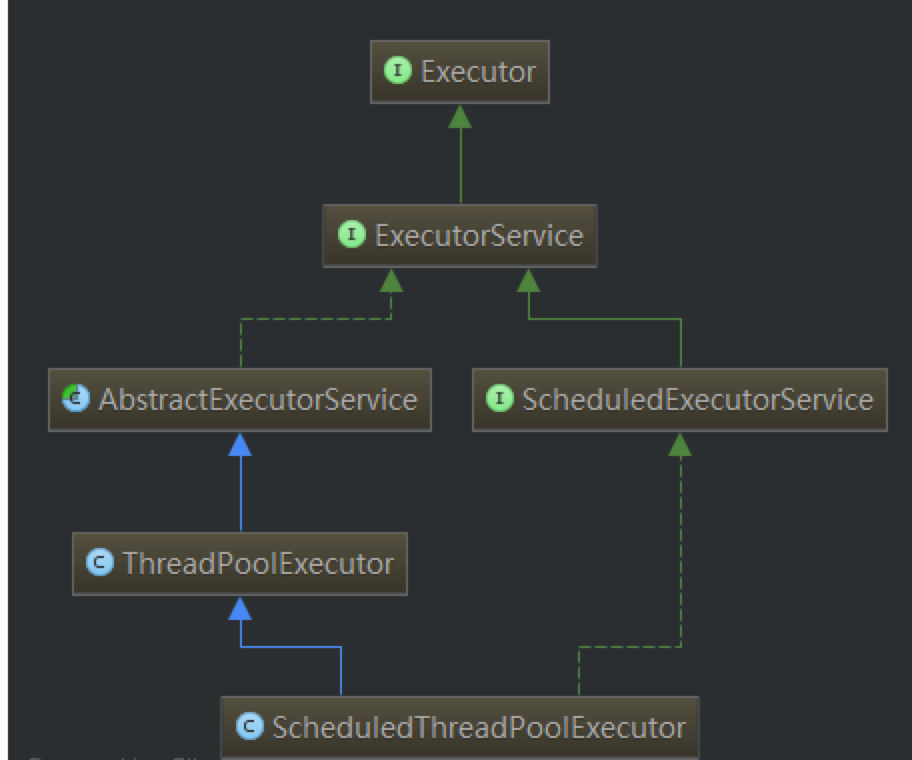 I Executor
I ExecutorService
C AbstractExecutorService
I ScheduledExecutorService
C ThreadPoolExecutor
C ScheduledThreadPoolExecutor